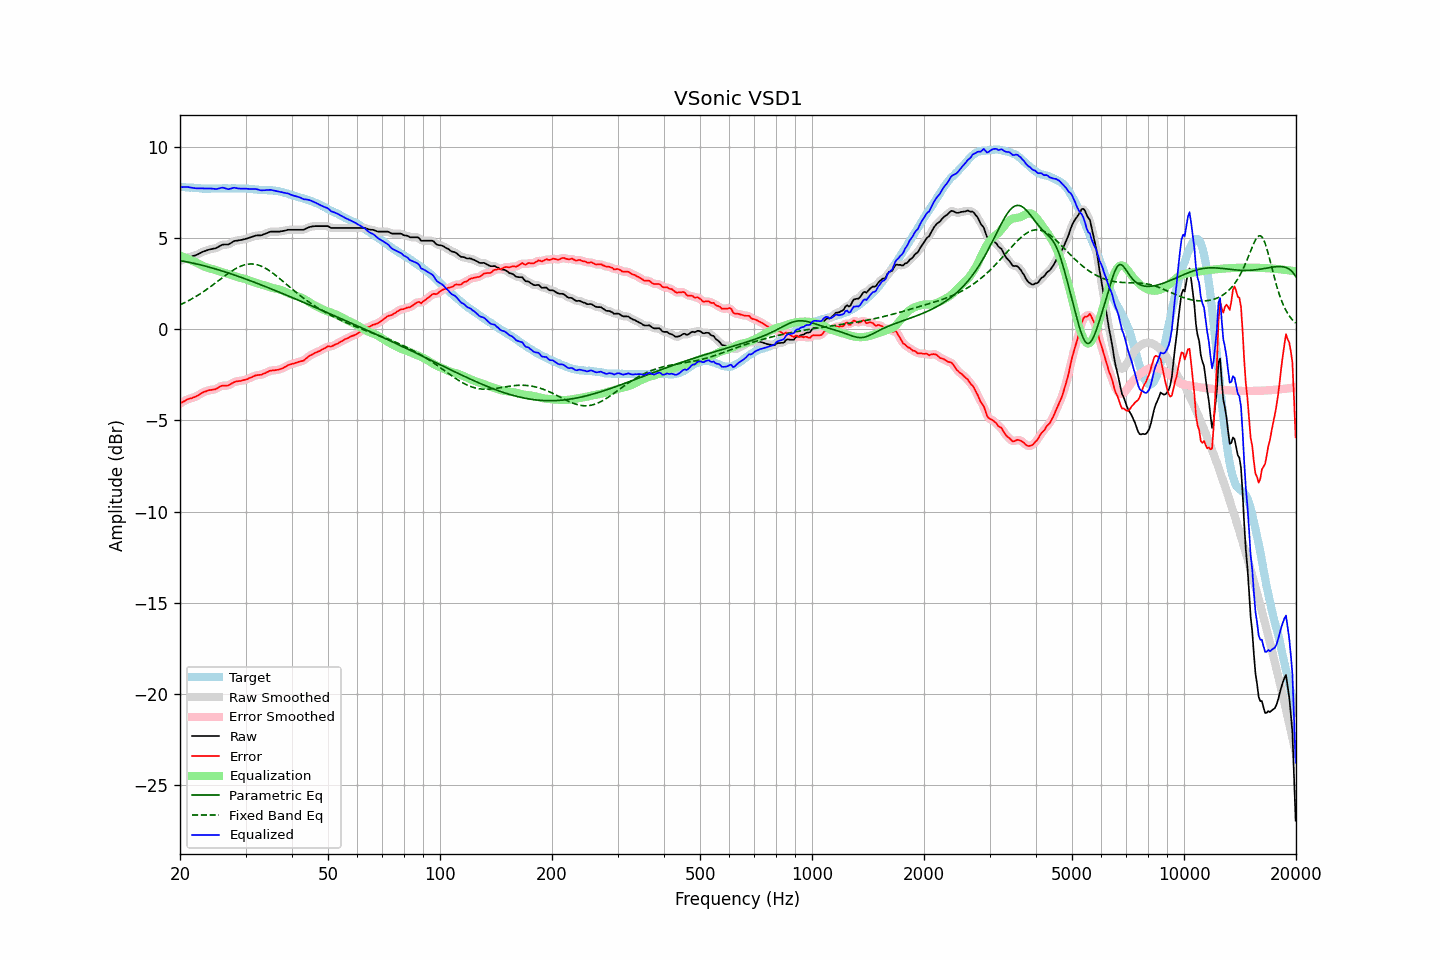 VSonic VSD1
10
5
0
−5
−10
−15
−20
−25
Amplitude (dBr)
Target
Raw Smoothed
Error Smoothed
Raw
Error
Equalization
Parametric Eq
Fixed Band Eq
Equalized
20 50 100 200 500 1000 2000 5000 10000 20000
Frequency (Hz)